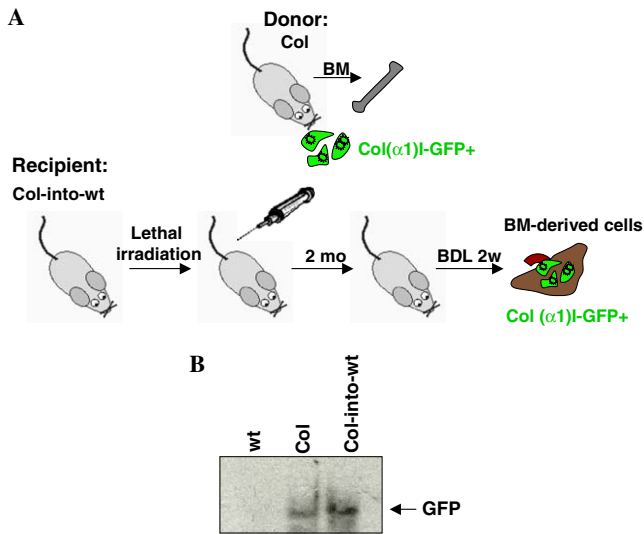 A
Donor:
Col
BM
Col(α1)I-GFP+
Recipient:
Col-into-wt
Lethal
irradiation
2 mo
BDL 2w
BM-derived cells
Col (α1)I-GFP+
B
wt
Col
Col-into-wt
GFP